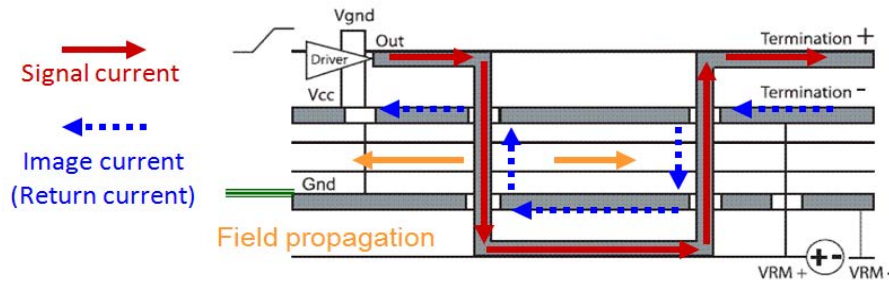 Vgnd
Out
Termination +
Signal current
Driver
Vcc
Termination -
Image current
(Return current)
Gnd
Field propagation
VRM +
+ -
VRM -